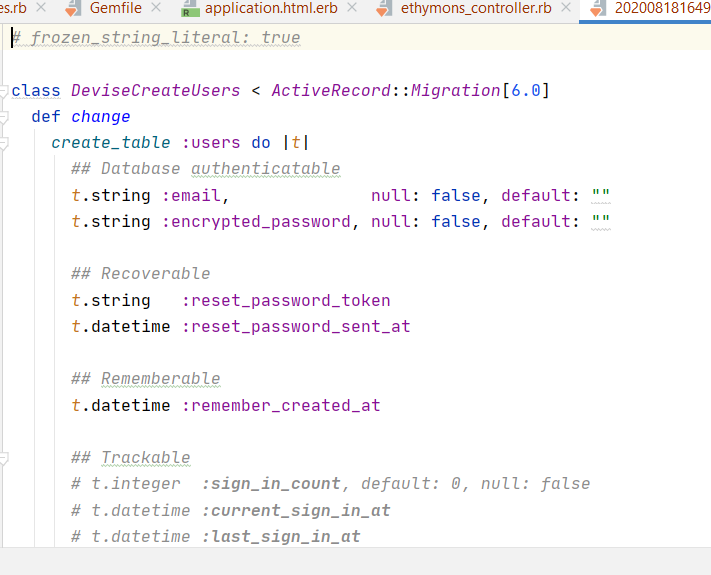 es.rb Gemfile application.html.erb ethymons_controller.rb 202008181649
# frozen_string_literal: true
class DeviseCreateUsers < ActiveRecord::Migration[6.0]
def change
create_table :users do |t|
## Database authenticatable
t.string :email,              null: false, default: ""
t.string :encrypted_password, null: false, default: ""
## Recoverable
t.string   :reset_password_token
t.datetime :reset_password_sent_at
## Rememberable
t.datetime :remember_created_at
## Trackable
# t.integer  :sign_in_count, default: 0, null: false
# t.datetime :current_sign_in_at
# t.datetime :last_sign_in_at